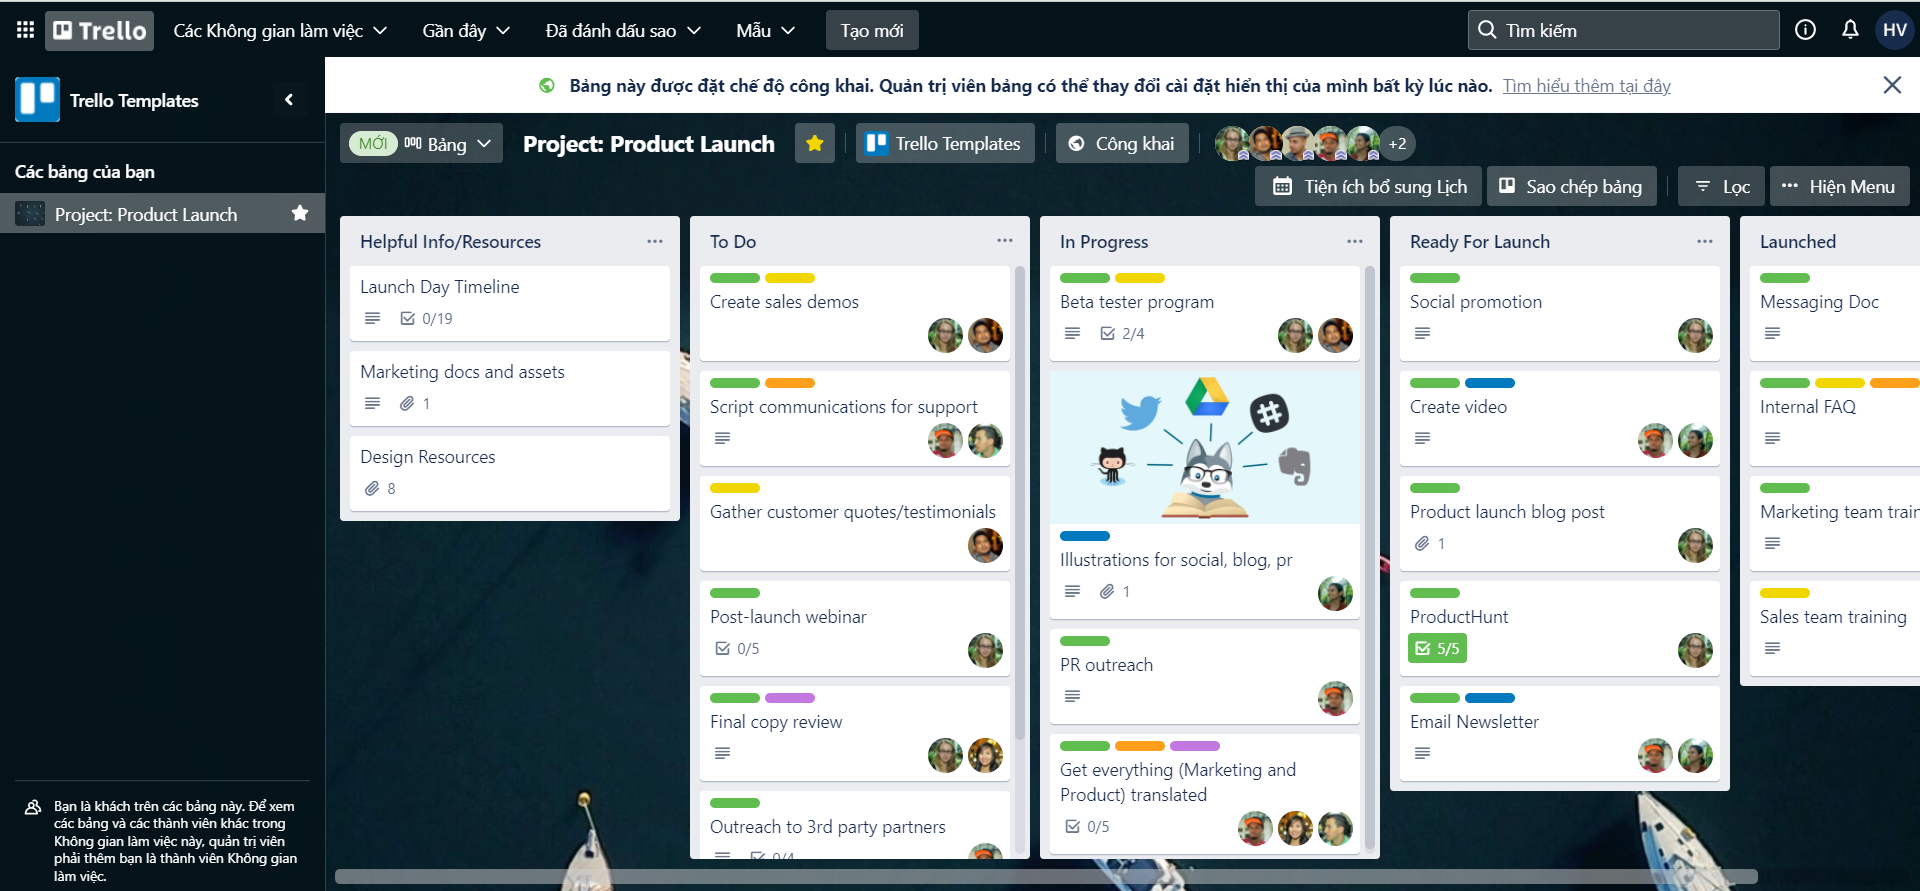 Trello
Các Không gian làm việc
Gần đây
Đã đánh dấu sao
Mẫu
Tạo mới
Tìm kiếm
HV
Trello Templates
Bảng này được đặt chế độ công khai. Quản trị viên bảng có thể thay đổi cài đặt hiển thị của mình bất kỳ lúc nào. Tìm hiểu thêm tại đây
Các bảng của bạn
Project: Product Launch
MỚI Bảng
Project: Product Launch
Trello Templates
Công khai
+2
Tiện ích bổ sung Lịch
Sao chép bảng
Lọc
Hiện Menu
Helpful Info/Resources
Launch Day Timeline
0/19
Marketing docs and assets
1
Design Resources
8
To Do
Create sales demos
Script communications for support
Gather customer quotes/testimonials
Post-launch webinar
0/5
Final copy review
Outreach to 3rd party partners
0/4
In Progress
Beta tester program
2/4
Illustrations for social, blog, pr
1
PR outreach
Get everything (Marketing and
Product) translated
0/5
Ready For Launch
Social promotion
Create video
Product launch blog post
1
ProductHunt
5/5
Email Newsletter
Launched
Messaging Doc
Internal FAQ
Marketing team train
Sales team training
Bạn là khách trên các bảng này. Để xem
các bảng và các thành viên khác trong
Không gian làm việc này, quản trị viên
phải thêm bạn là thành viên Không gian
làm việc.